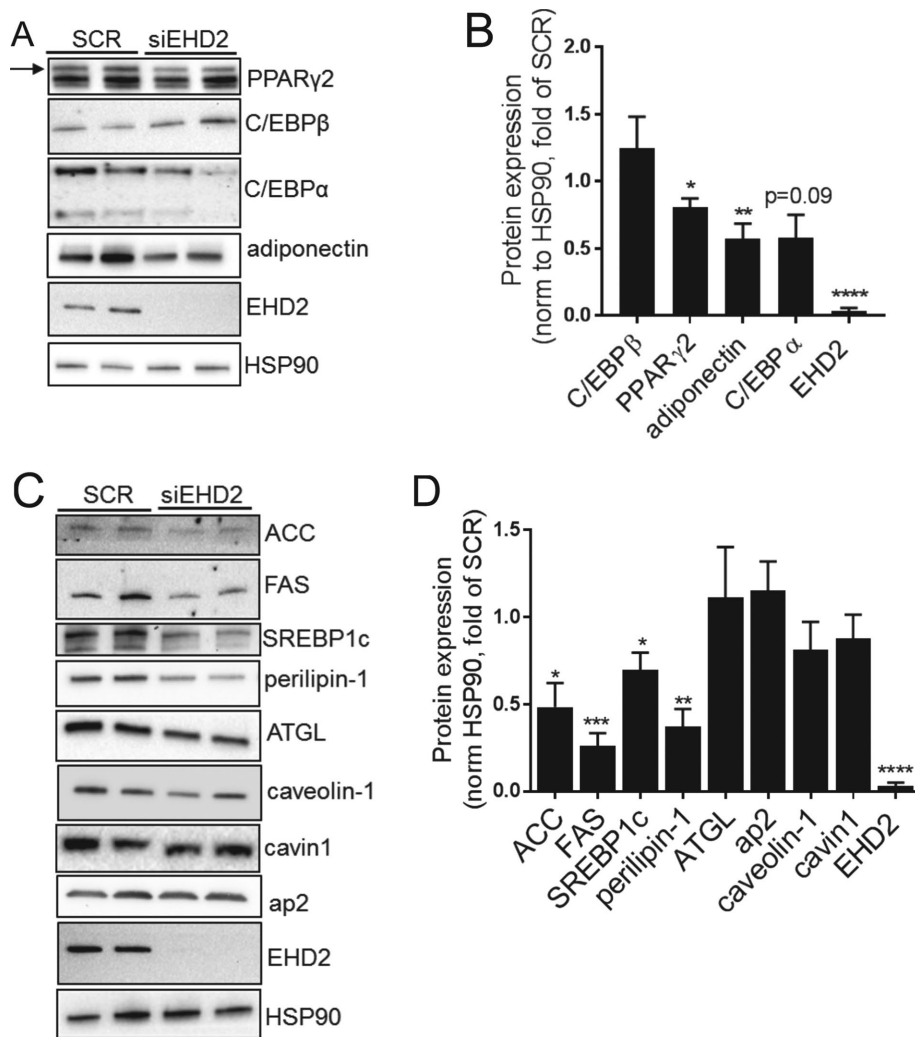 A
SCR siEHD2
PPARγ2
C/EBPβ
C/EBPα
adiponectin
EHD2
HSP90
B
Protein expression
(norm to HSP90, fold of SCR)
2.0
1.5
1.0
0.5
0.0
*
**
p=0.09
****
C/EBPβ
PPARγ2
adiponectin
C/EBPα
EHD2
C
SCR siEHD2
ACC
FAS
SREBP1c
perilipin-1
ATGL
caveolin-1
cavin1
ap2
EHD2
HSP90
D
Protein expression
(norm HSP90, fold of SCR)
1.5
1.0
0.5
0.0
*
***
*
**
****
ACC
FAS
SREBP1c
perilipin-1
ATGL
ap2
caveolin-1
cavin1
EHD2